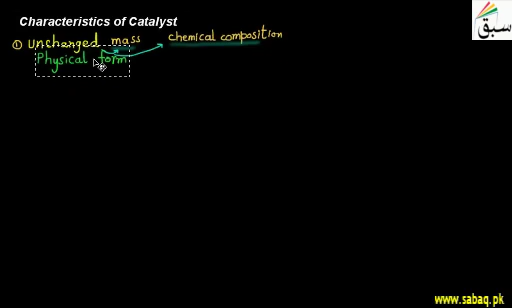 Characteristics of Catalyst
سبق
① Unchanged mass chemical composition
Physical form
www.sabaq.pk